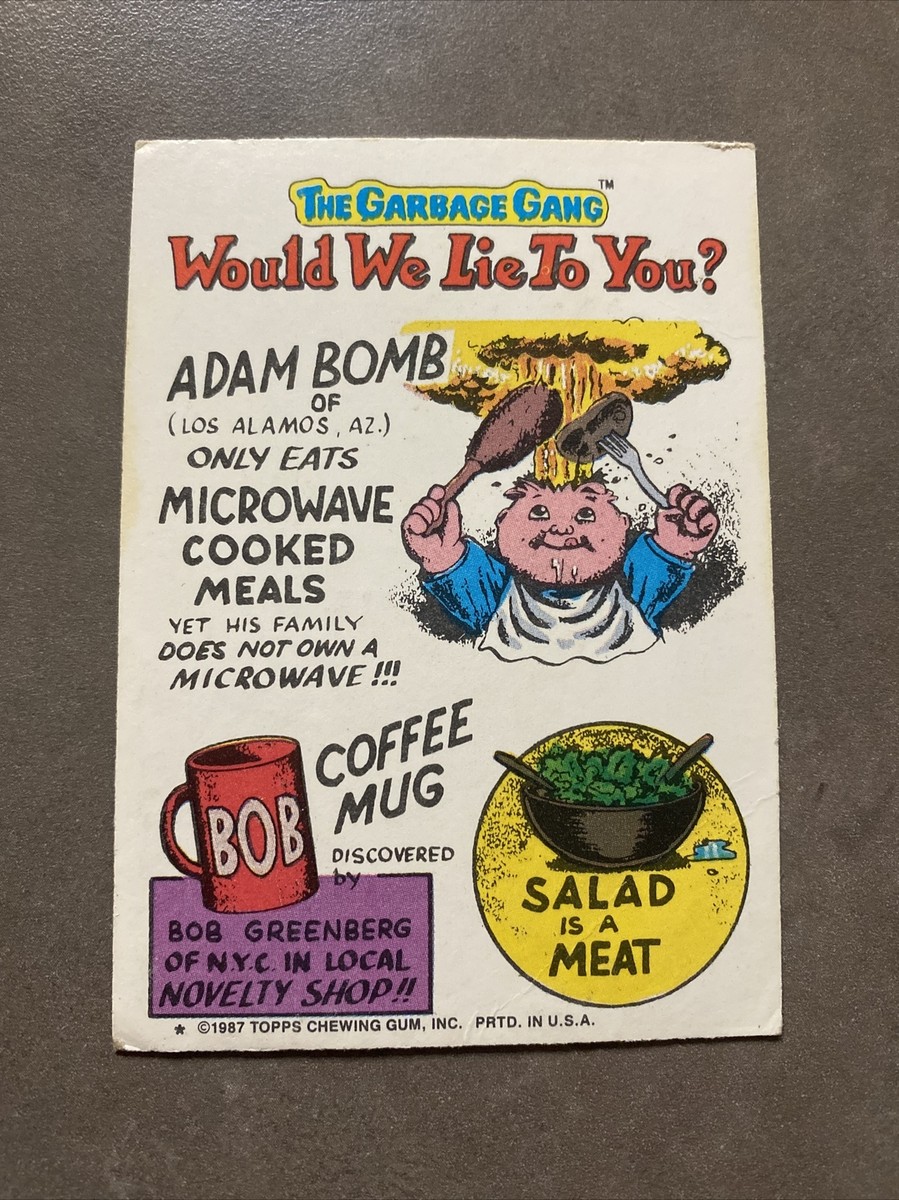 THE GARBAGE GANG™
Would We Lie To You?
ADAM BOMB
OF
(LOS ALAMOS, AZ.)
ONLY EATS
MICROWAVE
COOKED
MEALS
YET HIS FAMILY
DOES NOT OWN A
MICROWAVE!!!
COFFEE
MUG
BOB
DISCOVERED
by
BOB GREENBERG
OF N.Y.C. IN LOCAL
NOVELTY SHOP!!
SALAD
IS A
MEAT
* ©1987 TOPPS CHEWING GUM, INC. PRTD. IN U.S.A.